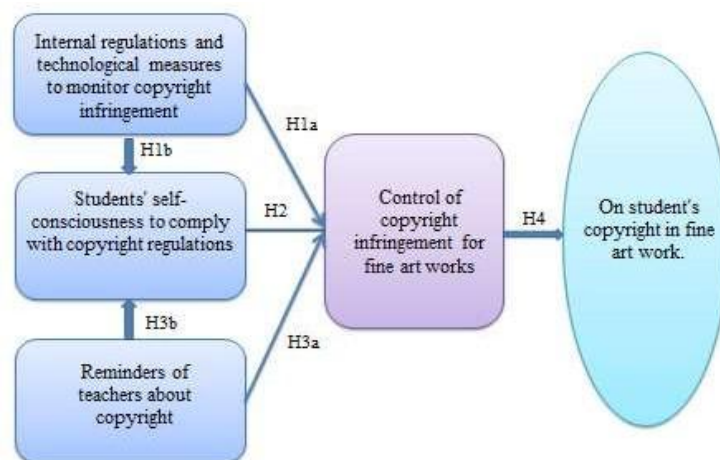 Internal regulations and
technological measures
to monitor copyright
infringement
H1a
H1b
Students' self-
consciousness to comply
with copyright regulations
H2
Control of
copyright
infringement for
fine art works
H4
On student's
copyright in fine
art work.
H3b
H3a
Reminders of
teachers about
copyright